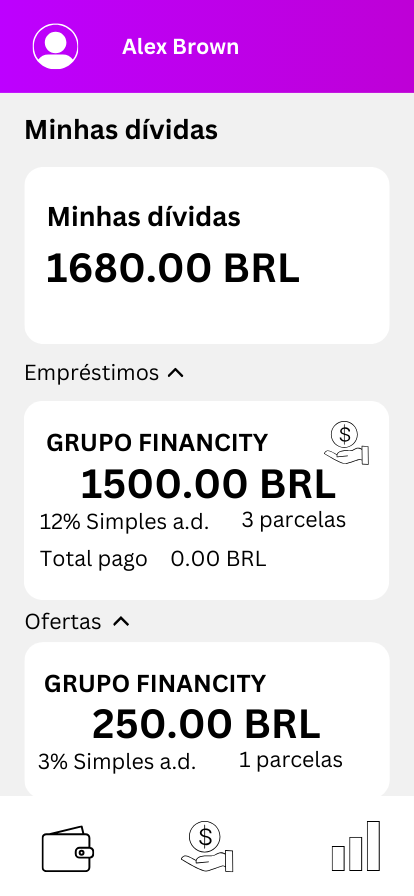 Alex Brown
Minhas dívidas
Minhas dívidas
1680.00 BRL
Empréstimos
GRUPO FINANCITY
$
1500.00 BRL
12% Simples a.d. 3 parcelas
Total pago 0.00 BRL
Ofertas
GRUPO FINANCITY
250.00 BRL
3% Simples a.d. 1 parcelas
$